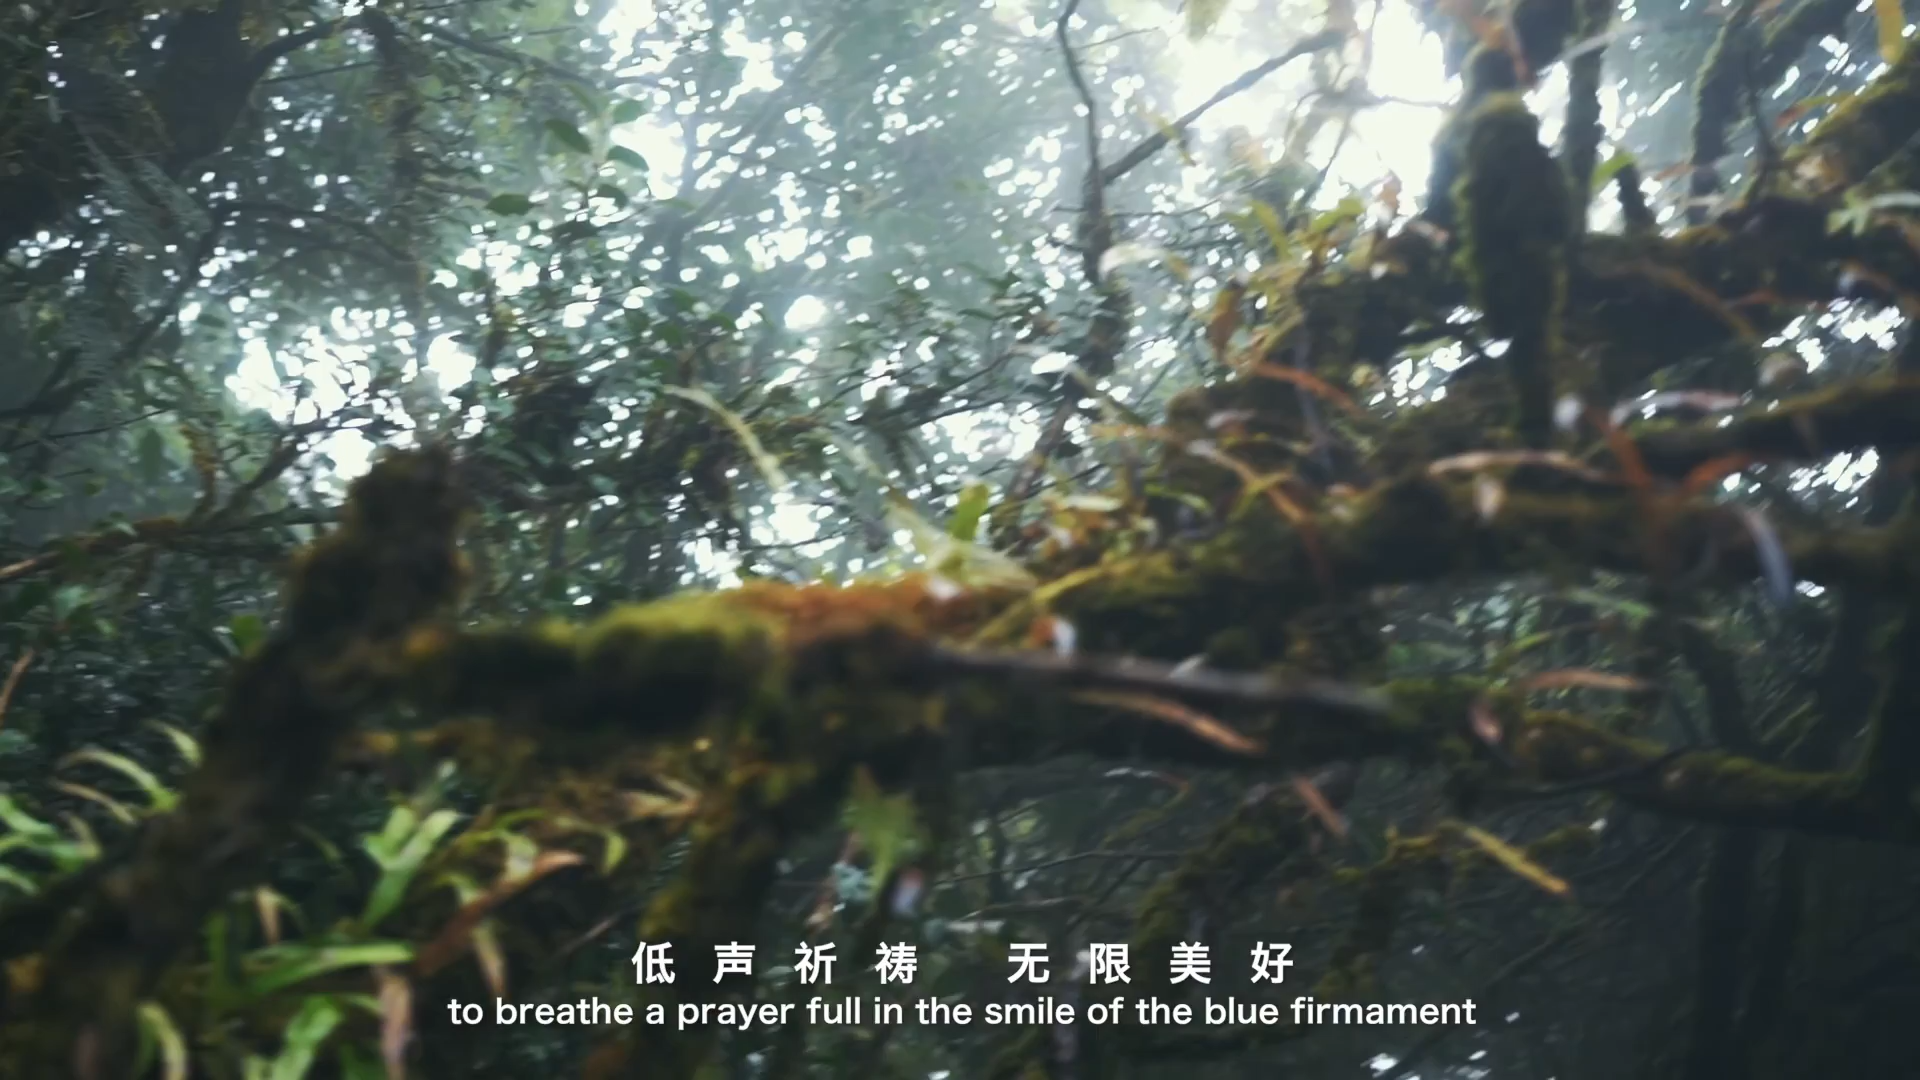 低声祈祷 无限美好
to breathe a prayer full in the smile of the blue firmament